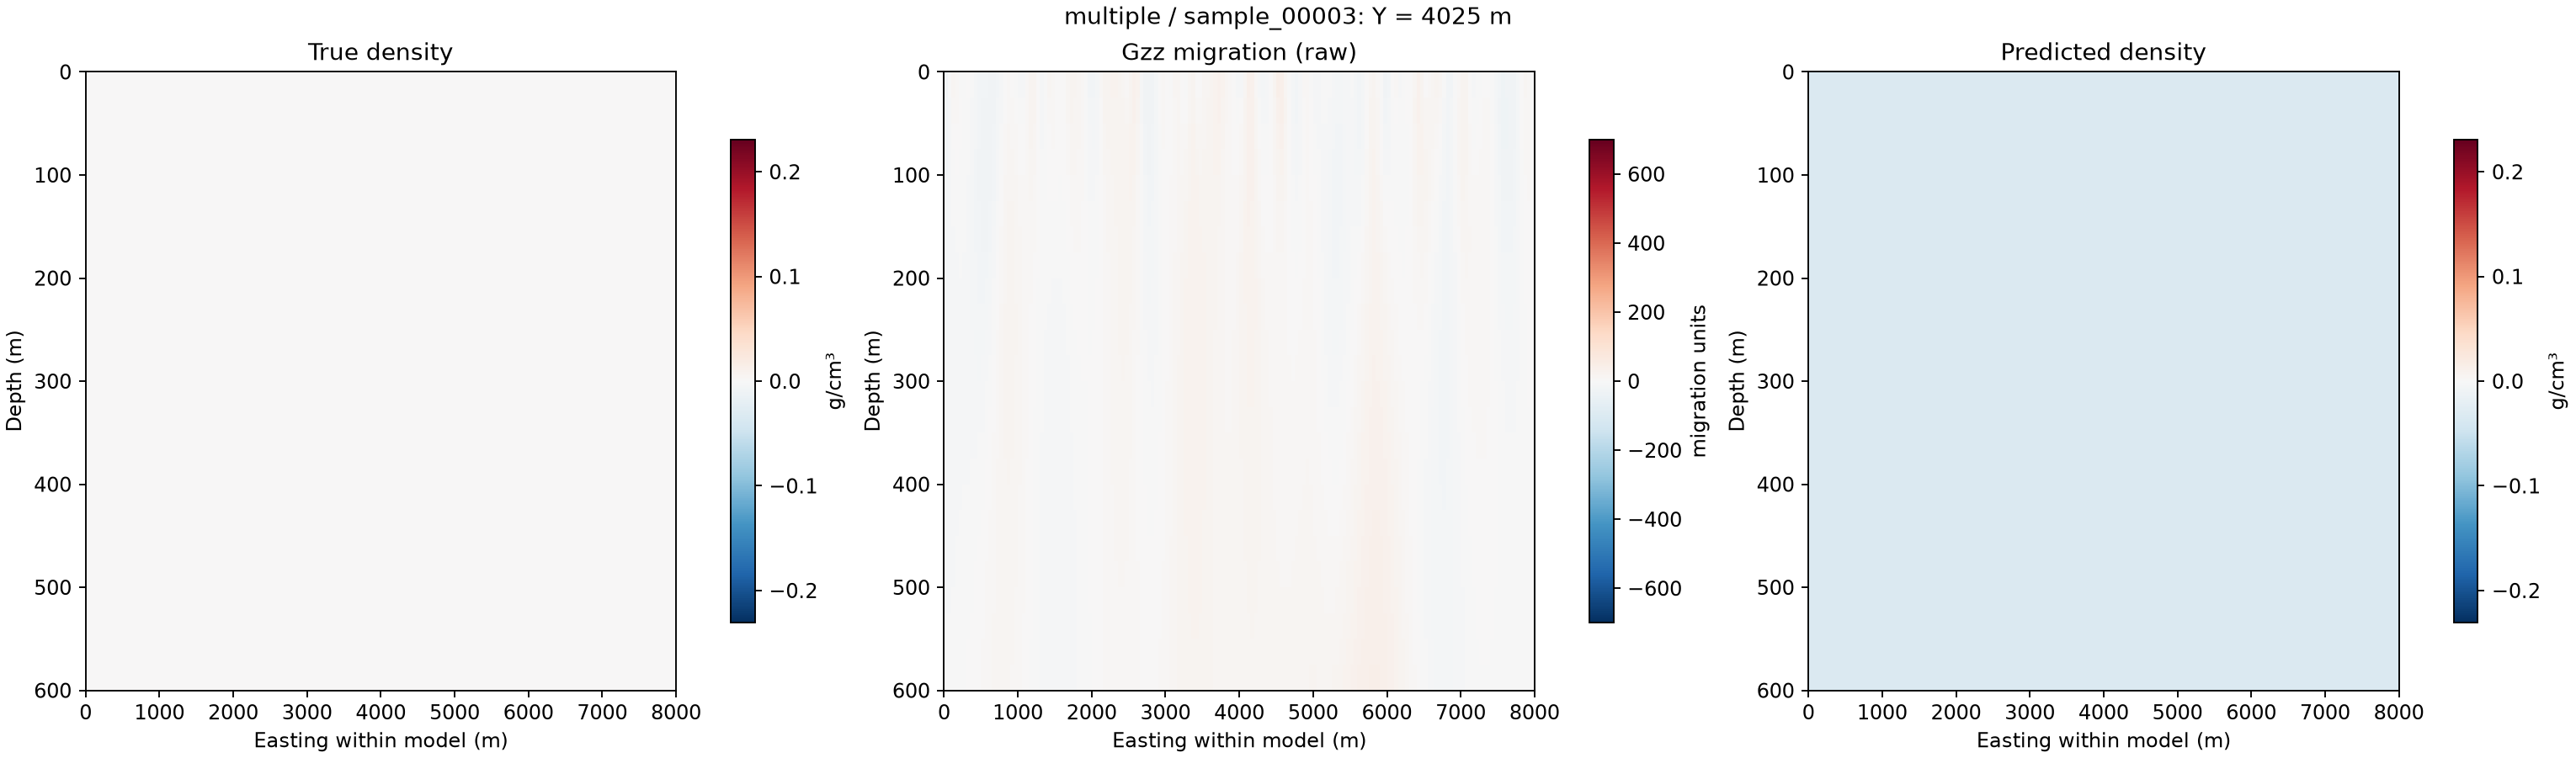 multiple / sample_00003: Y = 4025 m
True density
0
100
200
300
400
500
600
Depth (m)
0 1000 2000 3000 4000 5000 6000 7000 8000
Easting within model (m)
0.2
0.1
0.0
−0.1
−0.2
g/cm³
Gzz migration (raw)
0
100
200
300
400
500
600
Depth (m)
0 1000 2000 3000 4000 5000 6000 7000 8000
Easting within model (m)
600
400
200
0
−200
−400
−600
migration units
Predicted density
0
100
200
300
400
500
600
Depth (m)
0 1000 2000 3000 4000 5000 6000 7000 8000
Easting within model (m)
0.2
0.1
0.0
−0.1
−0.2
g/cm³